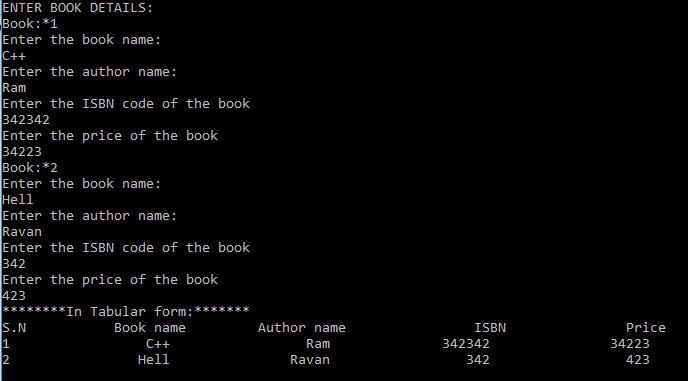 ENTER BOOK DETAILS:
Book:*1
Enter the book name:
C++
Enter the author name:
Ram
Enter the ISBN code of the book
342342
Enter the price of the book
34223
Book:*2
Enter the book name:
Hell
Enter the author name:
Ravan
Enter the ISBN code of the book
342
Enter the price of the book
423
********In Tabular form:*******
S.N           Book name         Author name                ISBN               Price
1                 C++                 Ram              342342               34223
2                Hell               Ravan                 342                 423